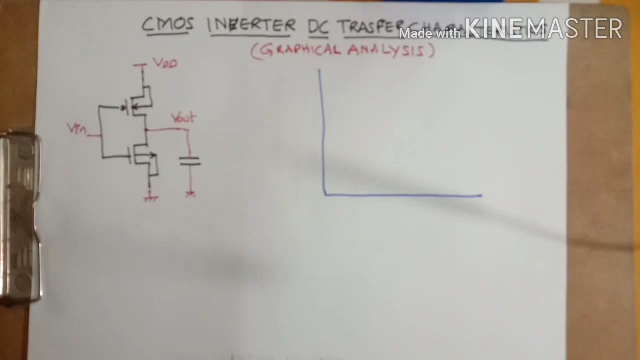 CMOS INVERTER DC TRASFER
Made with KINEMASTER
(GRAPHICAL ANALYSIS)
VDD
Vin
Vout